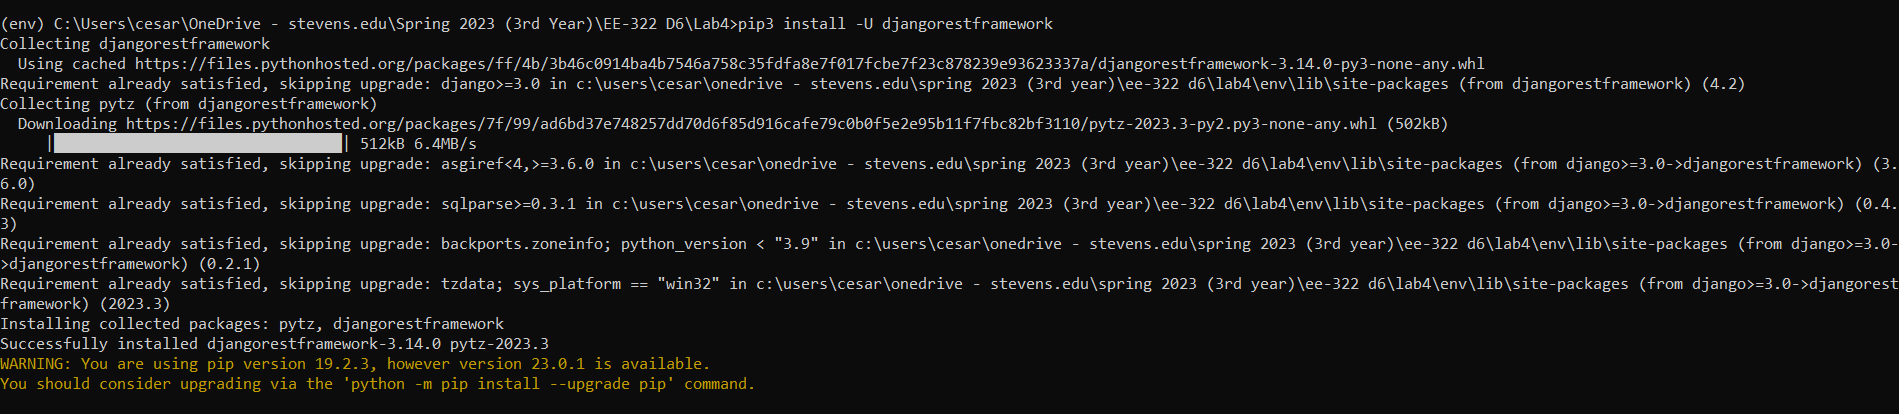 (env) C:\Users\cesar\OneDrive - stevens.edu\Spring 2023 (3rd Year)\EE-322 D6\Lab4>pip3 install -U djangorestframework
Collecting djangorestframework
  Using cached https://files.pythonhosted.org/packages/ff/4b/3b46c0914ba4b7546a758c35fdfa8e7f017fcbe7f23c878239e93623337a/djangorestframework-3.14.0-py3-none-any.whl
Requirement already satisfied, skipping upgrade: django>=3.0 in c:\users\cesar\onedrive - stevens.edu\spring 2023 (3rd year)\ee-322 d6\lab4\env\lib\site-packages (from djangorestframework) (4.2)
Collecting pytz (from djangorestframework)
  Downloading https://files.pythonhosted.org/packages/7f/99/ad6bd37e748257dd70d6f85d916cafe79c0b0f5e2e95b11f7fbc82bf3110/pytz-2023.3-py2.py3-none-any.whl (502kB)
     |████████████████████████████████| 512kB 6.4MB/s
Requirement already satisfied, skipping upgrade: asgiref<4,>=3.6.0 in c:\users\cesar\onedrive - stevens.edu\spring 2023 (3rd year)\ee-322 d6\lab4\env\lib\site-packages (from django>=3.0->djangorestframework) (3.
6.0)
Requirement already satisfied, skipping upgrade: sqlparse>=0.3.1 in c:\users\cesar\onedrive - stevens.edu\spring 2023 (3rd year)\ee-322 d6\lab4\env\lib\site-packages (from django>=3.0->djangorestframework) (0.4.
3)
Requirement already satisfied, skipping upgrade: backports.zoneinfo; python_version < "3.9" in c:\users\cesar\onedrive - stevens.edu\spring 2023 (3rd year)\ee-322 d6\lab4\env\lib\site-packages (from django>=3.0-
>djangorestframework) (0.2.1)
Requirement already satisfied, skipping upgrade: tzdata; sys_platform == "win32" in c:\users\cesar\onedrive - stevens.edu\spring 2023 (3rd year)\ee-322 d6\lab4\env\lib\site-packages (from django>=3.0->djangorest
framework) (2023.3)
Installing collected packages: pytz, djangorestframework
Successfully installed djangorestframework-3.14.0 pytz-2023.3
WARNING: You are using pip version 19.2.3, however version 23.0.1 is available.
You should consider upgrading via the 'python -m pip install --upgrade pip' command.